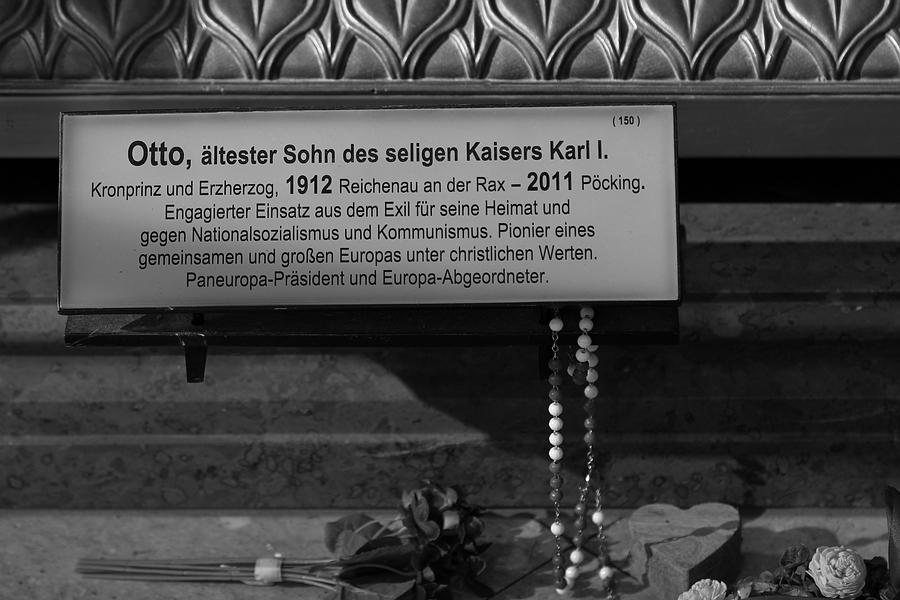 ( 150 )
Otto, ältester Sohn des seligen Kaisers Karl I.
Kronprinz und Erzherzog, 1912 Reichenau an der Rax – 2011 Pöcking.
Engagierter Einsatz aus dem Exil für seine Heimat und
gegen Nationalsozialismus und Kommunismus. Pionier eines
gemeinsamen und großen Europas unter christlichen Werten.
Paneuropa-Präsident und Europa-Abgeordneter.